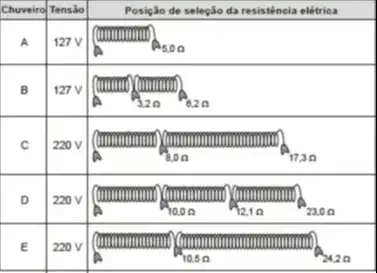 Chuveiro Tensão Posição de seleção da resistência elétrica
A 127 V 5,0 Ω
B 127 V 3,2 Ω 6,2 Ω
C 220 V 8,0 Ω 17,3 Ω
D 220 V 10,0 Ω 12,1 Ω 23,0 Ω
E 220 V 10,5 Ω 24,2 Ω